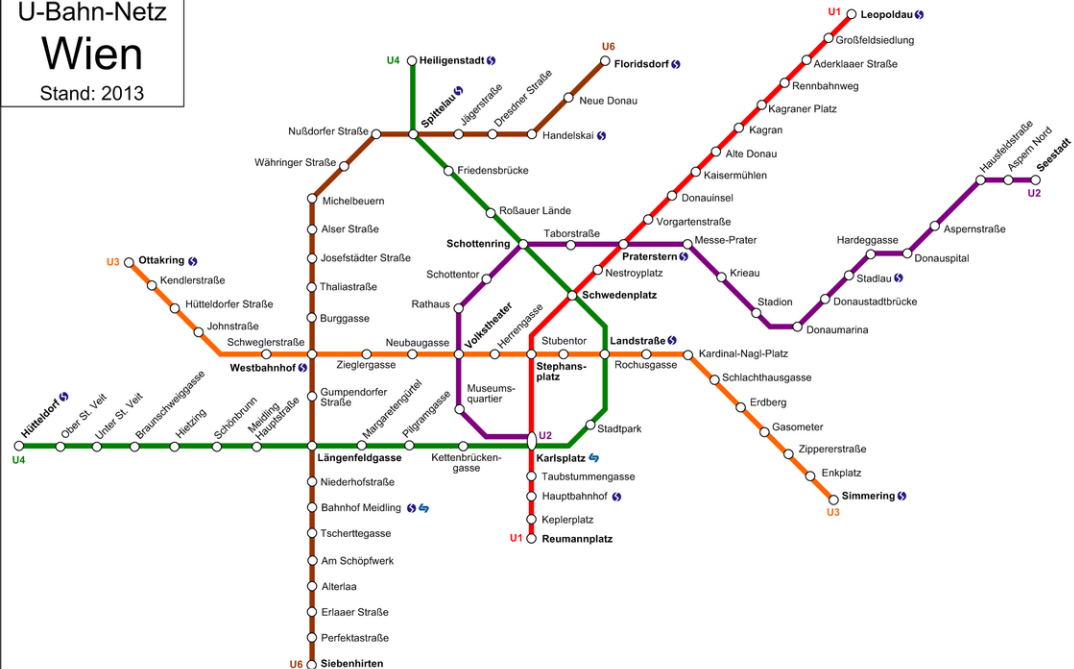 U-Bahn-Netz
Wien
Stand: 2013
U1
Leopoldau
Großfeldsiedlung
Aderklaaer Straße
Rennbahnweg
Kagraner Platz
Kagran
Alte Donau
Kaisermühlen
Donauinsel
Vorgartenstraße
Praterstern
Nestroyplatz
Schwedenplatz
Stephans-
platz
Karlsplatz
Taubstummengasse
Hauptbahnhof
Keplerplatz
U1
Reumannplatz
U4
Heiligenstadt
Spittelau
Friedensbrücke
Roßauer Lände
Schottenring
Landstraße
Stadtpark
Kettenbrücken-
gasse
Pilgramgasse
Margaretengürtel
Längenfeldgasse
Meidling
Hauptstraße
Schönbrunn
Hietzing
Braunschweiggasse
Unter St. Veit
Ober St. Veit
Hütteldorf
U4
U6
Floridsdorf
Neue Donau
Handelskai
Dresdner Straße
Jägerstraße
Nußdorfer Straße
Währinger Straße
Michelbeuern
Alser Straße
Josefstädter Straße
Thaliastraße
Burggasse
Westbahnhof
Gumpendorfer
Straße
Niederhofstraße
Bahnhof Meidling
Tscherttegasse
Am Schöpfwerk
Alterlaa
Erlaaer Straße
Perfektastraße
U6
Siebenhirten
U3
Ottakring
Kendlerstraße
Hütteldorfer Straße
Johnstraße
Schweglerstraße
Zieglergasse
Neubaugasse
Volkstheater
Herrengasse
Stubentor
Rochusgasse
Kardinal-Nagl-Platz
Schlachthausgasse
Erdberg
Gasometer
Zippererstraße
Enkplatz
Simmering
U3
U2
Museums-
quartier
Rathaus
Schottentor
Taborstraße
Messe-Prater
Krieau
Stadion
Donaumarina
Donaustadtbrücke
Stadlau
Hardeggasse
Donauspital
Aspernstraße
Hausfeldstraße
Aspern Nord
Seestadt
U2